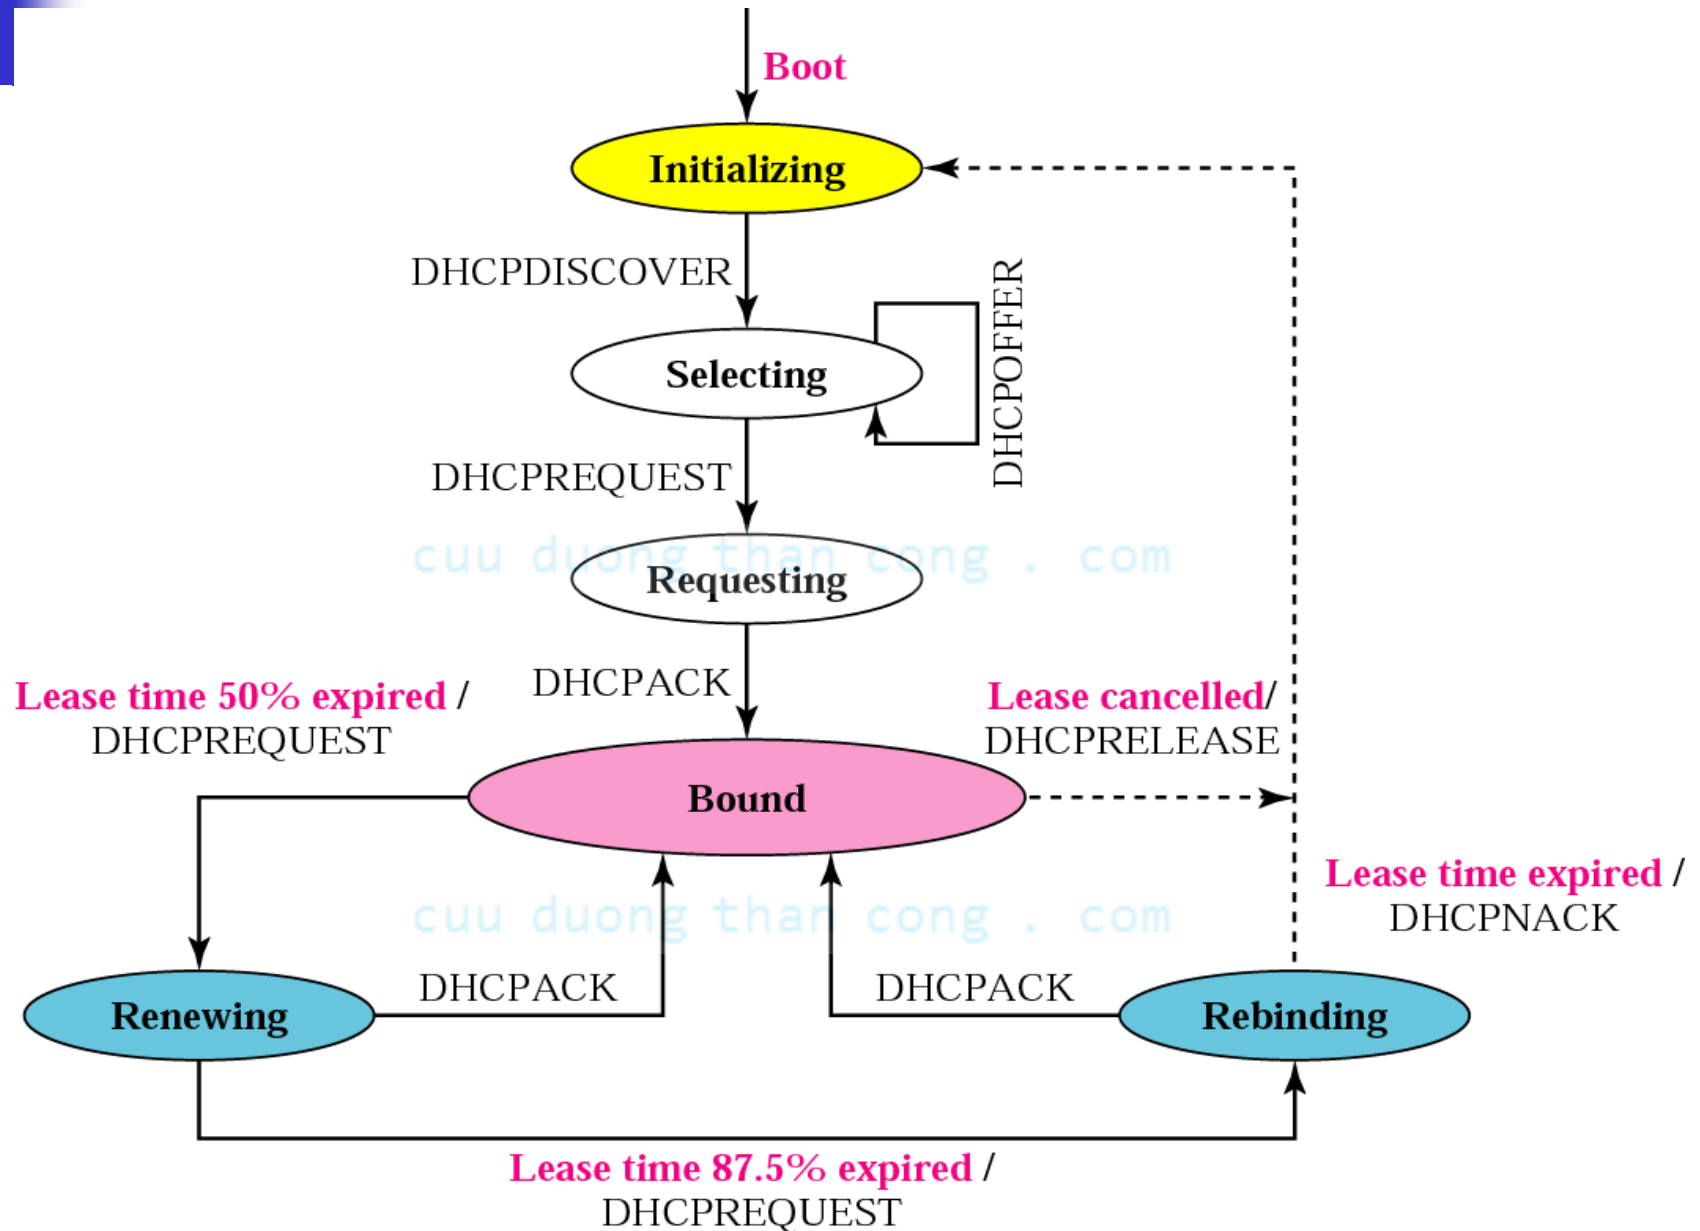 Boot
Initializing
DHCPDISCOVER
DHCPOFFER
Selecting
DHCPREQUEST
cuu duong than cong . com
Requesting
DHCPACK
Lease time 50% expired /
DHCPREQUEST
Lease cancelled/
DHCPRELEASE
Bound
Lease time expired /
DHCPNACK
cuu duong than cong . com
DHCPACK
DHCPACK
Renewing
Rebinding
Lease time 87.5% expired /
DHCPREQUEST